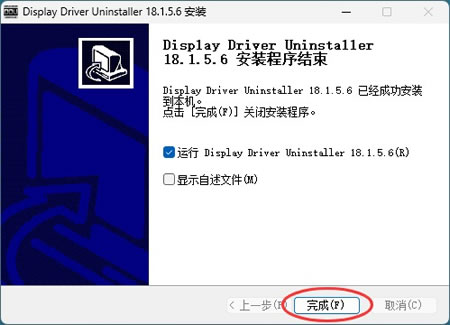 Display Driver Uninstaller 18.1.5.6 安装
Display Driver Uninstaller
18.1.5.6 安装程序结束
Display Driver Uninstaller 18.1.5.6 已经成功安装
到本机。
点击 [完成(F)] 关闭安装程序。
运行 Display Driver Uninstaller 18.1.5.6(R)
显示自述文件(M)
< 上一步(P) 完成(F) 取消(C)